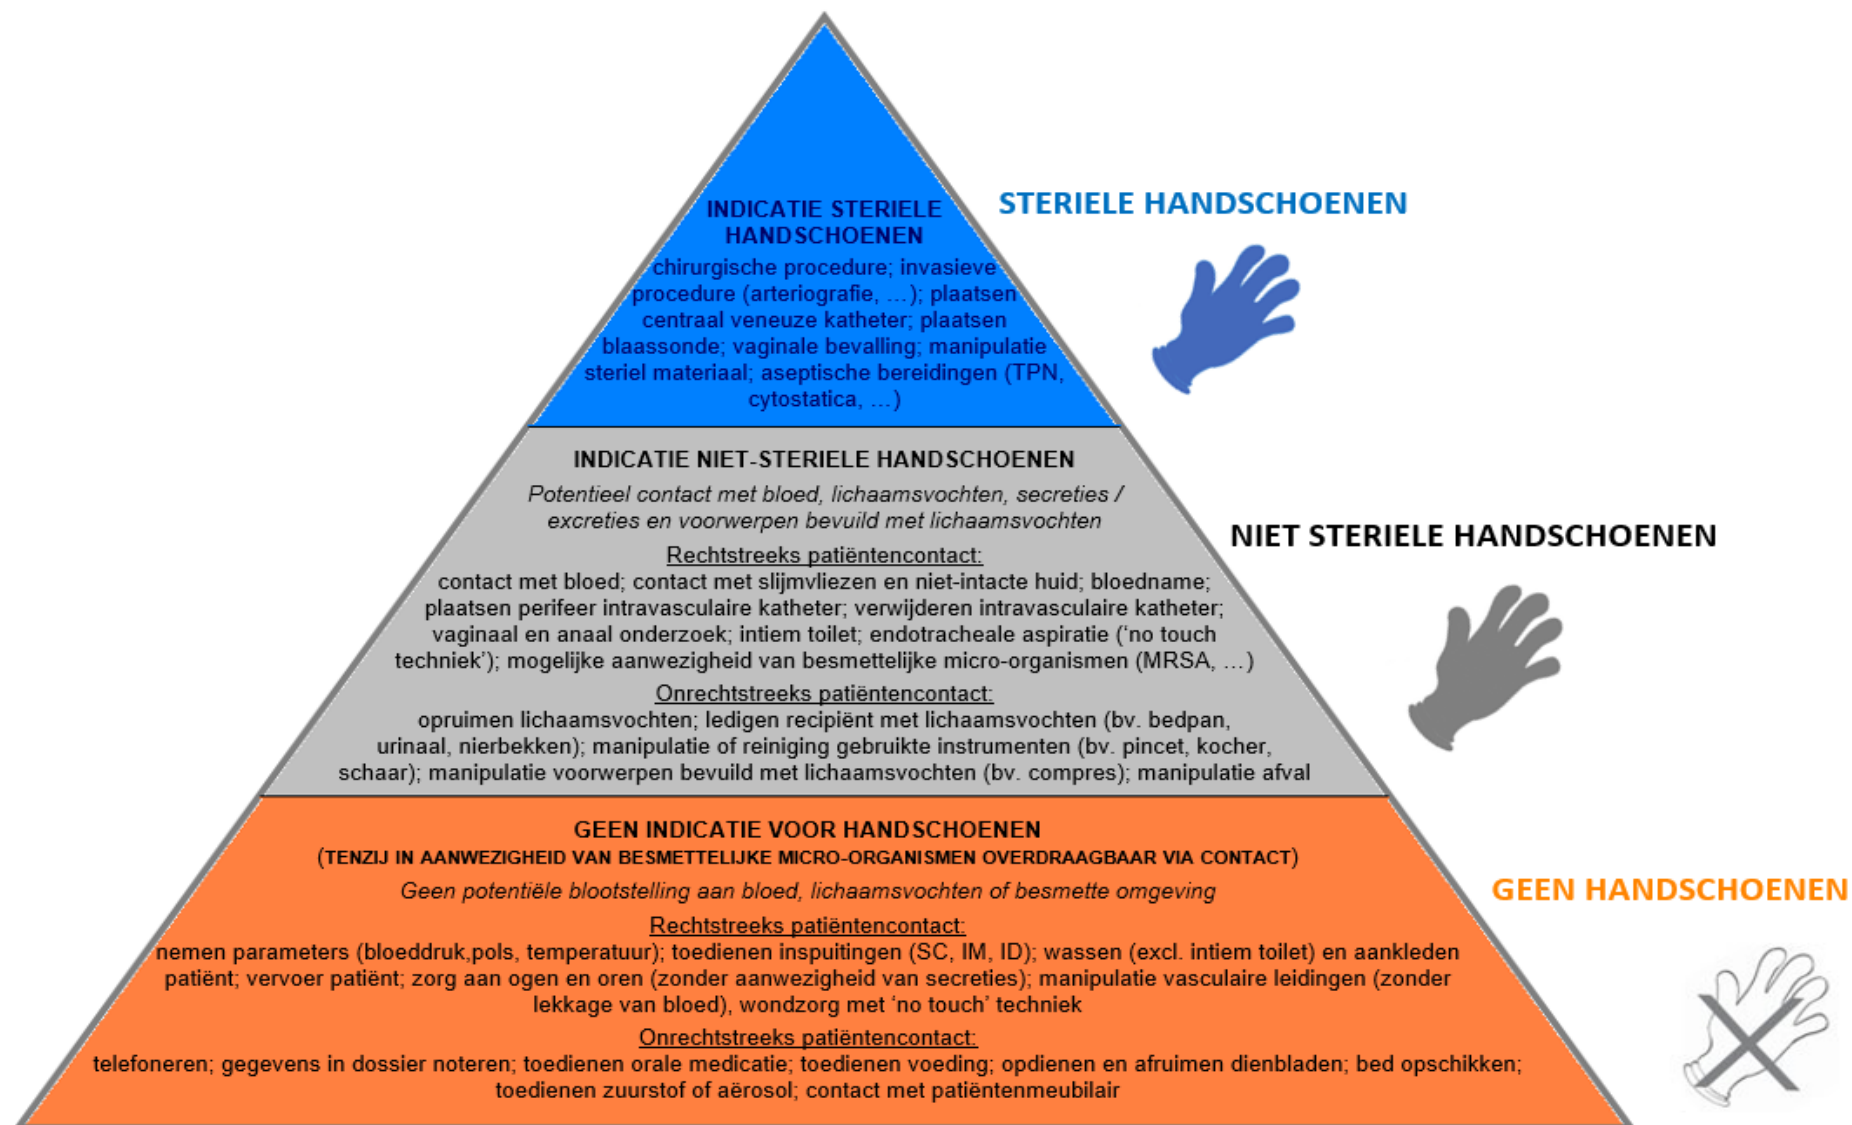 INDICATIE STERIELE
HANDSCHOENEN
chirurgische procedure; invasieve
procedure (arteriografie, …); plaatsen
centraal veneuze katheter; plaatsen
blaassonde; vaginale bevalling; manipulatie
steriel materiaal; aseptische bereidingen (TPN,
cytostatica, …)
STERIELE HANDSCHOENEN
INDICATIE NIET-STERIELE HANDSCHOENEN
Potentieel contact met bloed, lichaamsvochten, secreties /
excreties en voorwerpen bevuild met lichaamsvochten
Rechtstreeks patiëntencontact:
contact met bloed; contact met slijmvliezen en niet-intacte huid; bloedname;
plaatsen perifeer intravasculaire katheter; verwijderen intravasculaire katheter;
vaginaal en anaal onderzoek; intiem toilet; endotracheale aspiratie (‘no touch
techniek’); mogelijke aanwezigheid van besmettelijke micro-organismen (MRSA, …)
Onrechtstreeks patiëntencontact:
opruimen lichaamsvochten; ledigen recipiënt met lichaamsvochten (bv. bedpan,
urinaal, nierbekken); manipulatie of reiniging gebruikte instrumenten (bv. pincet, kocher,
schaar); manipulatie voorwerpen bevuild met lichaamsvochten (bv. compres); manipulatie afval
NIET STERIELE HANDSCHOENEN
GEEN INDICATIE VOOR HANDSCHOENEN
(TENZIJ IN AANWEZIGHEID VAN BESMETTELIJKE MICRO-ORGANISMEN OVERDRAAGBAAR VIA CONTACT)
Geen potentiële blootstelling aan bloed, lichaamsvochten of besmette omgeving
Rechtstreeks patiëntencontact:
nemen parameters (bloeddruk,pols, temperatuur); toedienen inspuitingen (SC, IM, ID); wassen (excl. intiem toilet) en aankleden
patiënt; vervoer patiënt; zorg aan ogen en oren (zonder aanwezigheid van secreties); manipulatie vasculaire leidingen (zonder
lekkage van bloed), wondzorg met ‘no touch’ techniek
Onrechtstreeks patiëntencontact:
telefoneren; gegevens in dossier noteren; toedienen orale medicatie; toedienen voeding; opdienen en afruimen dienbladen; bed opschikken;
toedienen zuurstof of aërosol; contact met patiëntenmeubilair
GEEN HANDSCHOENEN